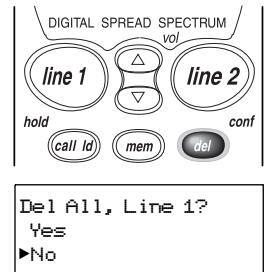 DIGITAL SPREAD SPECTRUM
vol
line 1
line 2
hold
conf
call Id
mem
del
Del All, Line 1?
Yes
►No